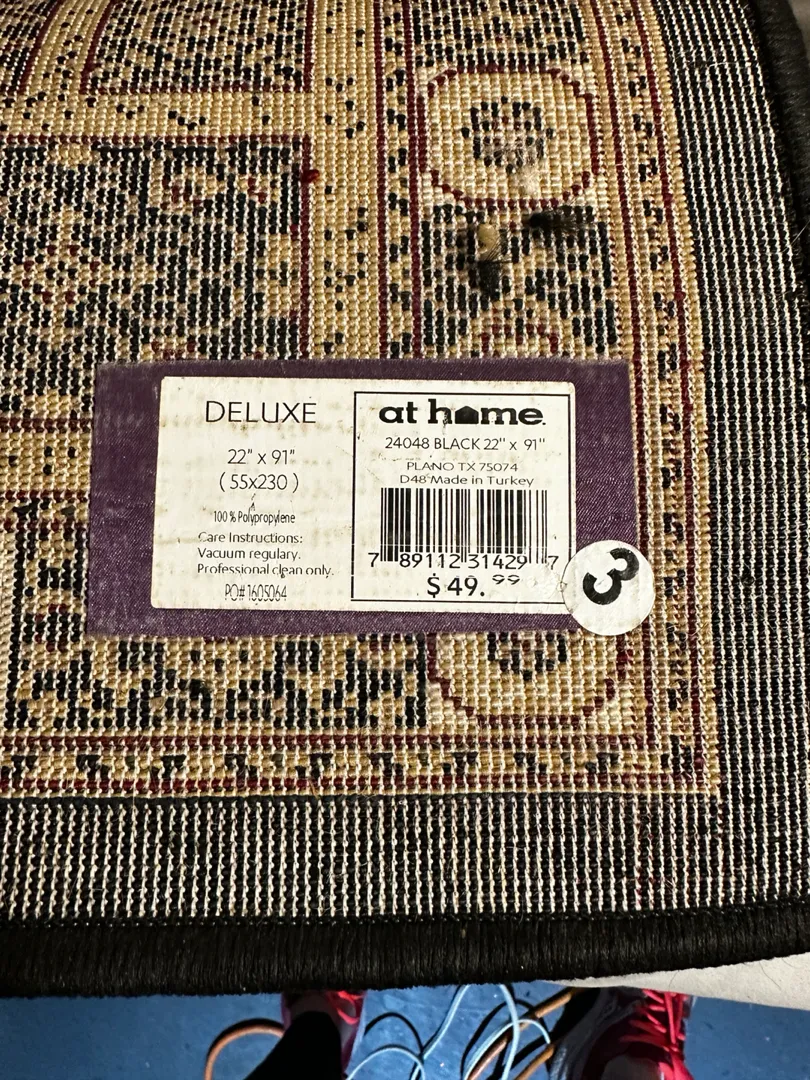 DELUXE
22" x 91"
( 55x230 )
100 % Polypropylene
Care Instructions:
Vacuum regulary.
Professional clean only.
PO# 1605064
at home.
24048 BLACK 22" x 91"
PLANO TX 75074
D48 Made in Turkey
7 89112 31429 7
$ 49.99
3